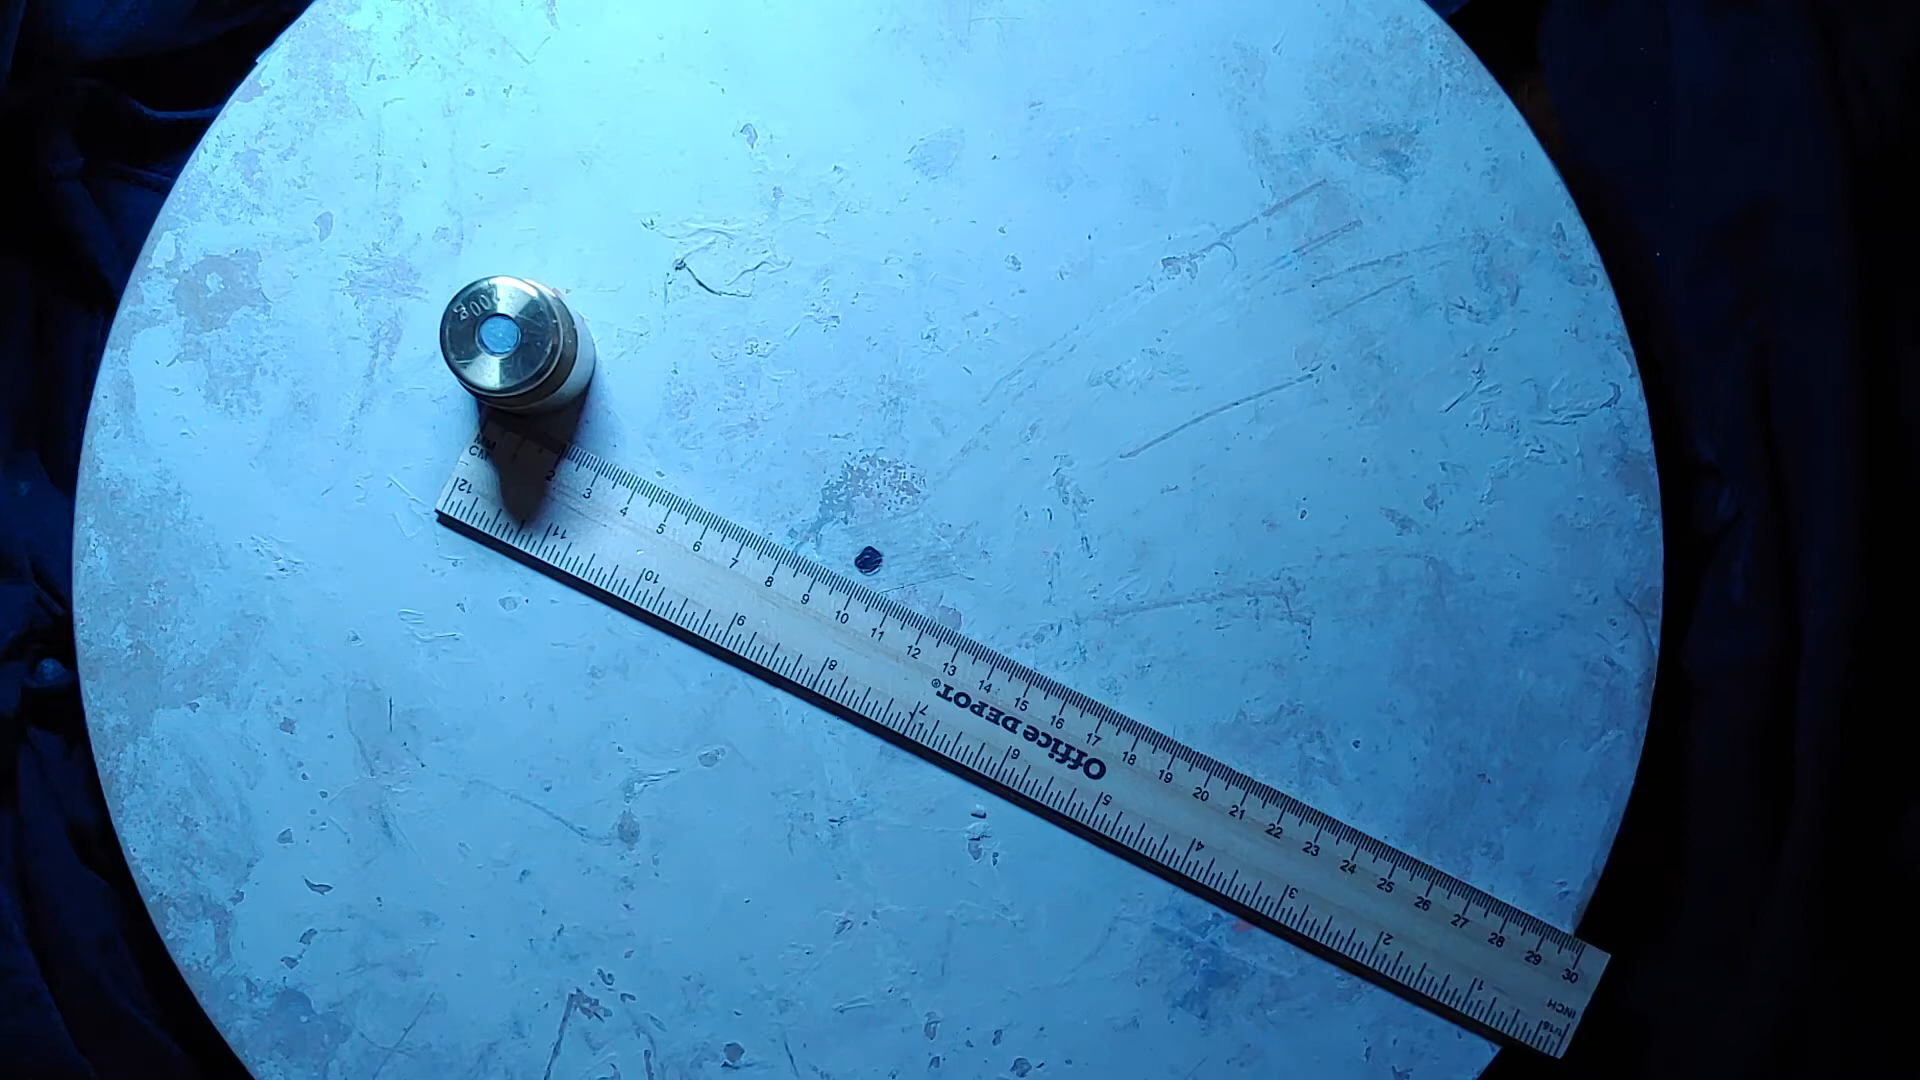 200g
MM
CM
2 3 4 5 6 7 8 9 10 11 12 13 14 15 16 17 18 19 20 21 22 23 24 25 26 27 28 29 30
Office DEPOT®
INCH
1/16
1 2 3 4 5 6 7 8 9 10 11 12